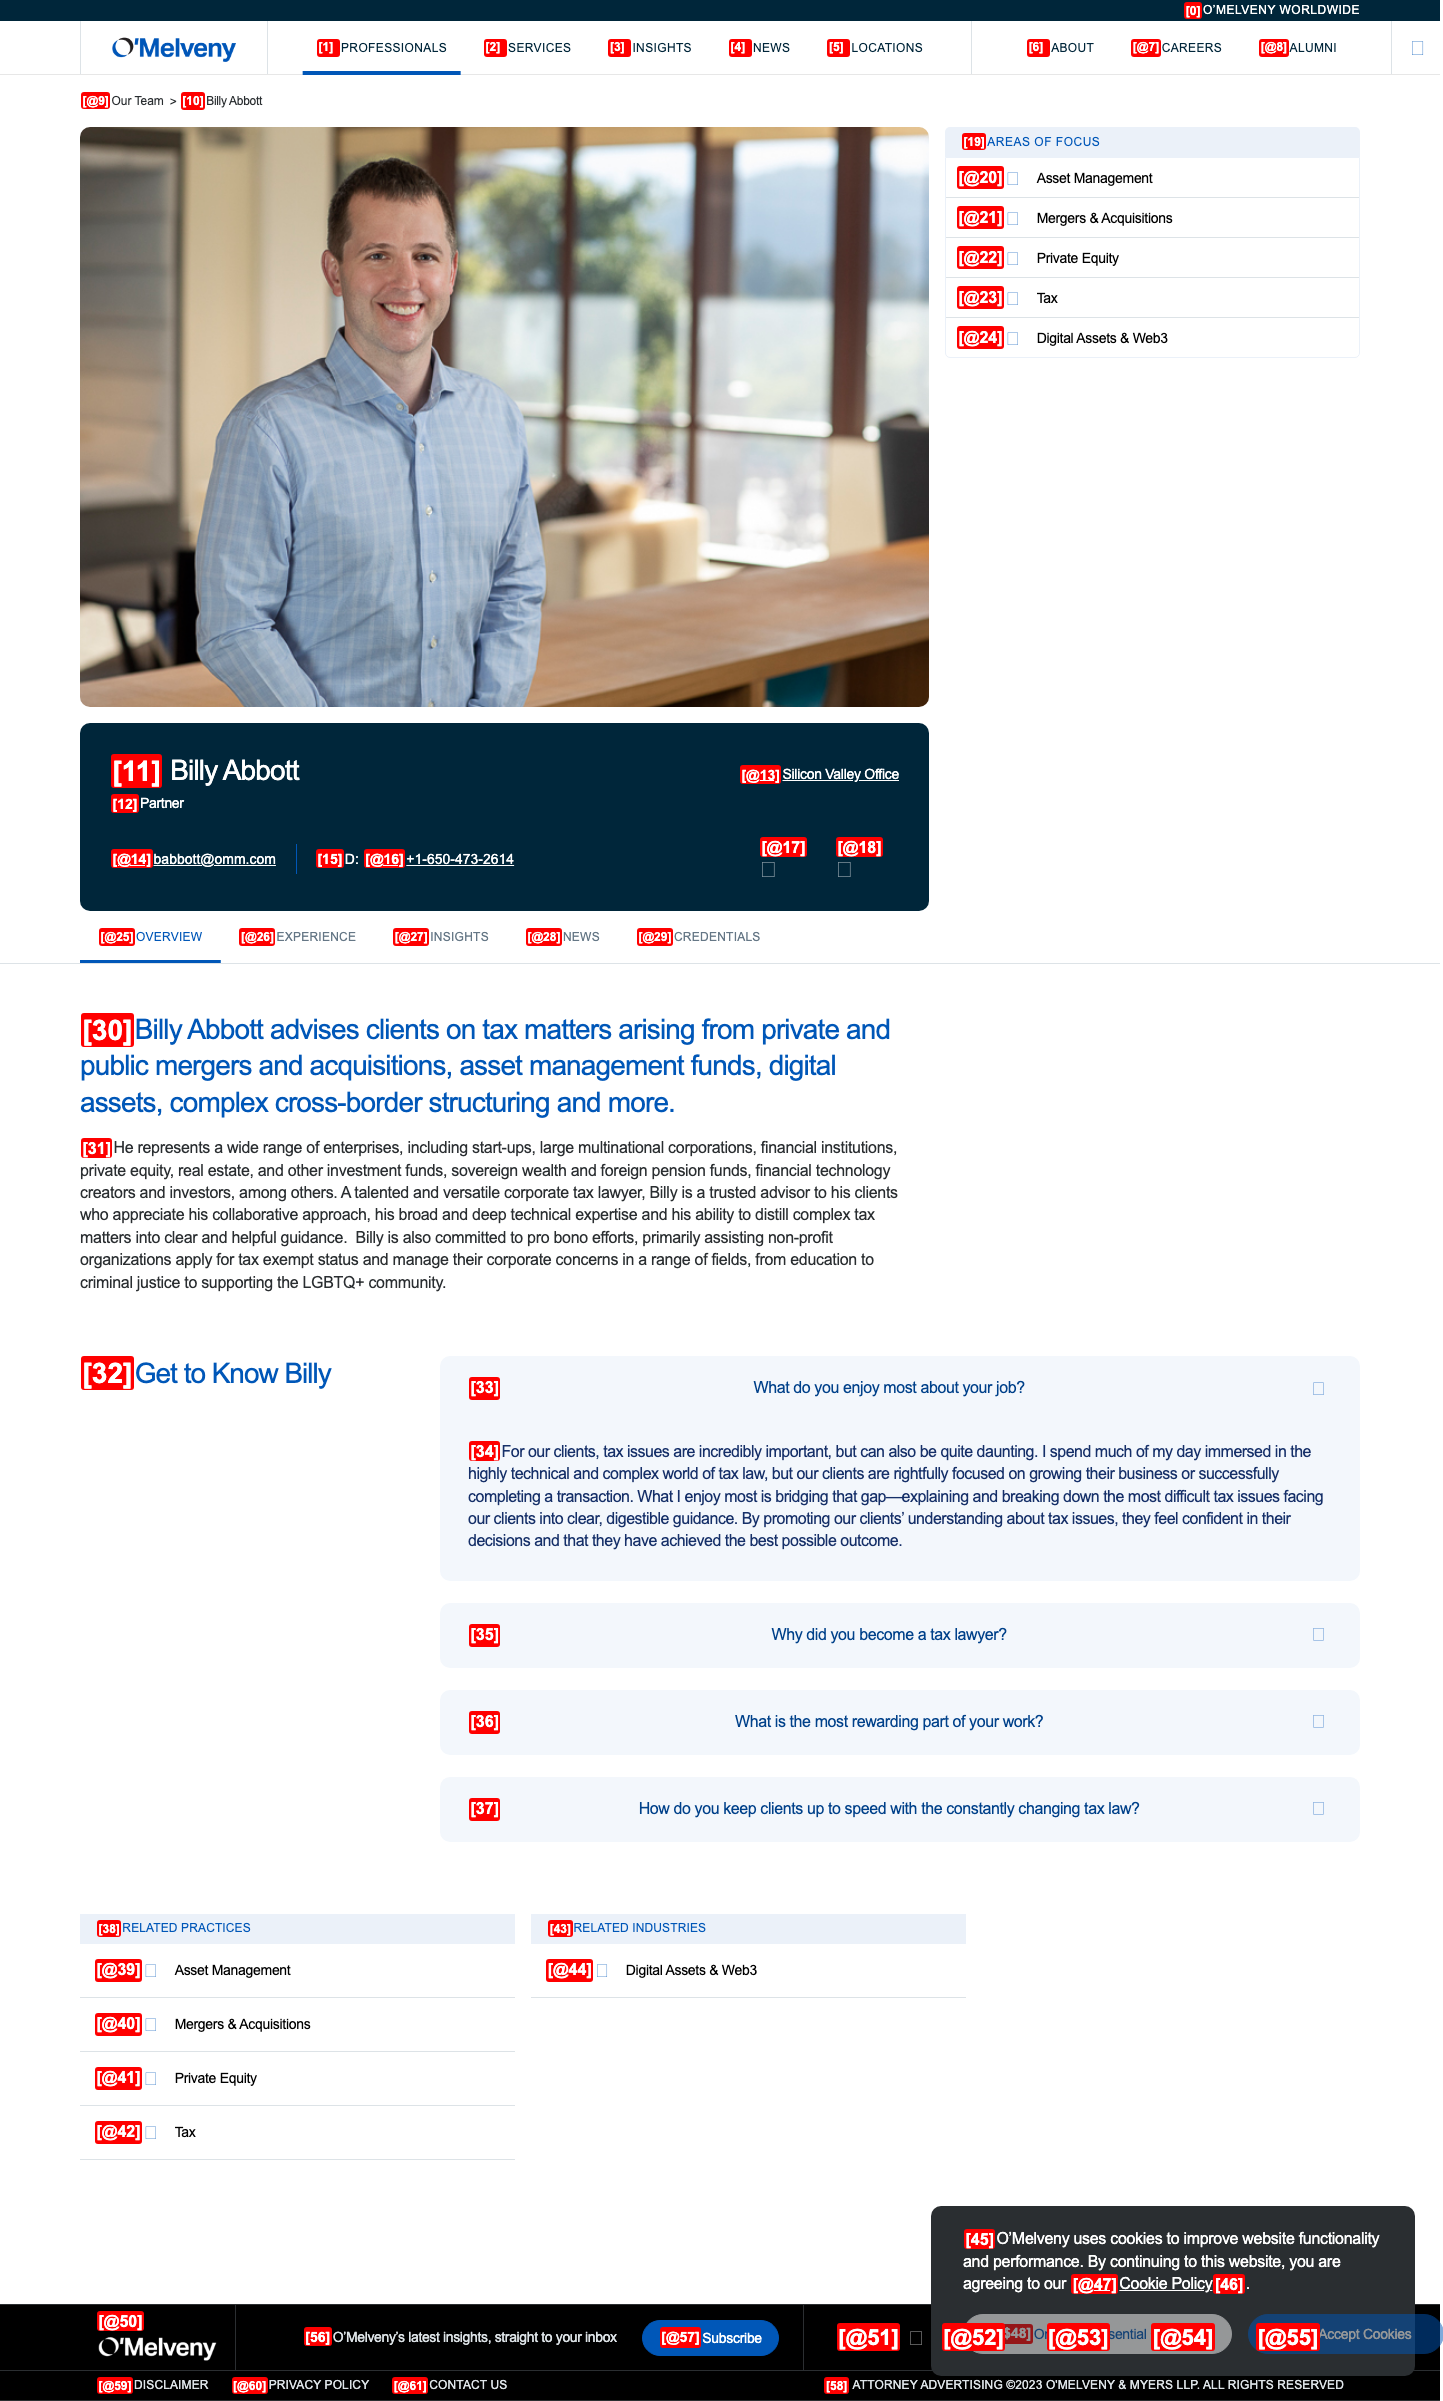 [0] O'MELVENY WORLDWIDE
O'Melveny
[1] PROFESSIONALS
[2] SERVICES
[3] INSIGHTS
[4] NEWS
[5] LOCATIONS
[6] ABOUT
[@7] CAREERS
[@8] ALUMNI
[@9] Our Team > [10] Billy Abbott
[19] AREAS OF FOCUS
[@20] Asset Management
[@21] Mergers & Acquisitions
[@22] Private Equity
[@23] Tax
[@24] Digital Assets & Web3
[11] Billy Abbott
[12] Partner
[@13] Silicon Valley Office
[@14] babbott@omm.com
[15] D: [@16] +1-650-473-2614
[@17]
[@18]
[@25] OVERVIEW
[@26] EXPERIENCE
[@27] INSIGHTS
[@28] NEWS
[@29] CREDENTIALS
[30] Billy Abbott advises clients on tax matters arising from private and
public mergers and acquisitions, asset management funds, digital
assets, complex cross-border structuring and more.
[31] He represents a wide range of enterprises, including start-ups, large multinational corporations, financial institutions,
private equity, real estate, and other investment funds, sovereign wealth and foreign pension funds, financial technology
creators and investors, among others. A talented and versatile corporate tax lawyer, Billy is a trusted advisor to his clients
who appreciate his collaborative approach, his broad and deep technical expertise and his ability to distill complex tax
matters into clear and helpful guidance. Billy is also committed to pro bono efforts, primarily assisting non-profit
organizations apply for tax exempt status and manage their corporate concerns in a range of fields, from education to
criminal justice to supporting the LGBTQ+ community.
[32] Get to Know Billy
[33] What do you enjoy most about your job?
[34] For our clients, tax issues are incredibly important, but can also be quite daunting. I spend much of my day immersed in the
highly technical and complex world of tax law, but our clients are rightfully focused on growing their business or successfully
completing a transaction. What I enjoy most is bridging that gap—explaining and breaking down the most difficult tax issues facing
our clients into clear, digestible guidance. By promoting our clients' understanding about tax issues, they feel confident in their
decisions and that they have achieved the best possible outcome.
[35] Why did you become a tax lawyer?
[36] What is the most rewarding part of your work?
[37] How do you keep clients up to speed with the constantly changing tax law?
[38] RELATED PRACTICES
[@39] Asset Management
[@40] Mergers & Acquisitions
[@41] Private Equity
[@42] Tax
[43] RELATED INDUSTRIES
[@44] Digital Assets & Web3
[45] O'Melveny uses cookies to improve website functionality
and performance. By continuing to this website, you are
agreeing to our [@47] Cookie Policy [46] .
[@50]
O'Melveny
[56] O'Melveny's latest insights, straight to your inbox
[@57] Subscribe
[@51]
[@52]
$48]
[@53]
[@54]
[@55] Accept Cookies
[@59] DISCLAIMER
[@60] PRIVACY POLICY
[@61] CONTACT US
[58] ATTORNEY ADVERTISING ©2023 O'MELVENY & MYERS LLP. ALL RIGHTS RESERVED